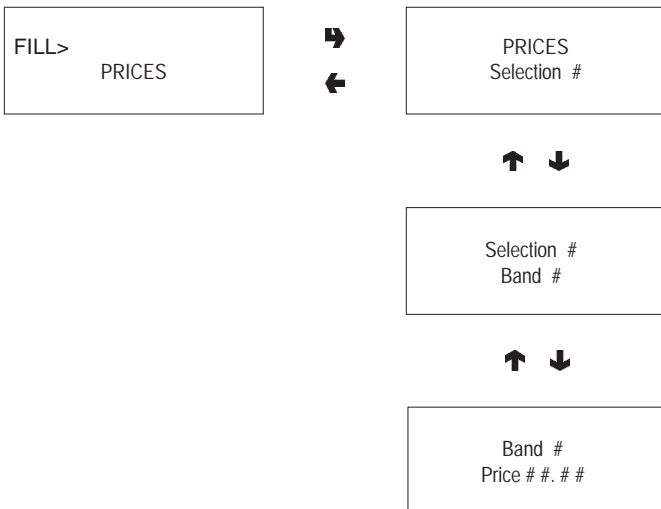 FILL>
PRICES
PRICES
Selection #
Selection #
Band #
Band #
Price # #. # #